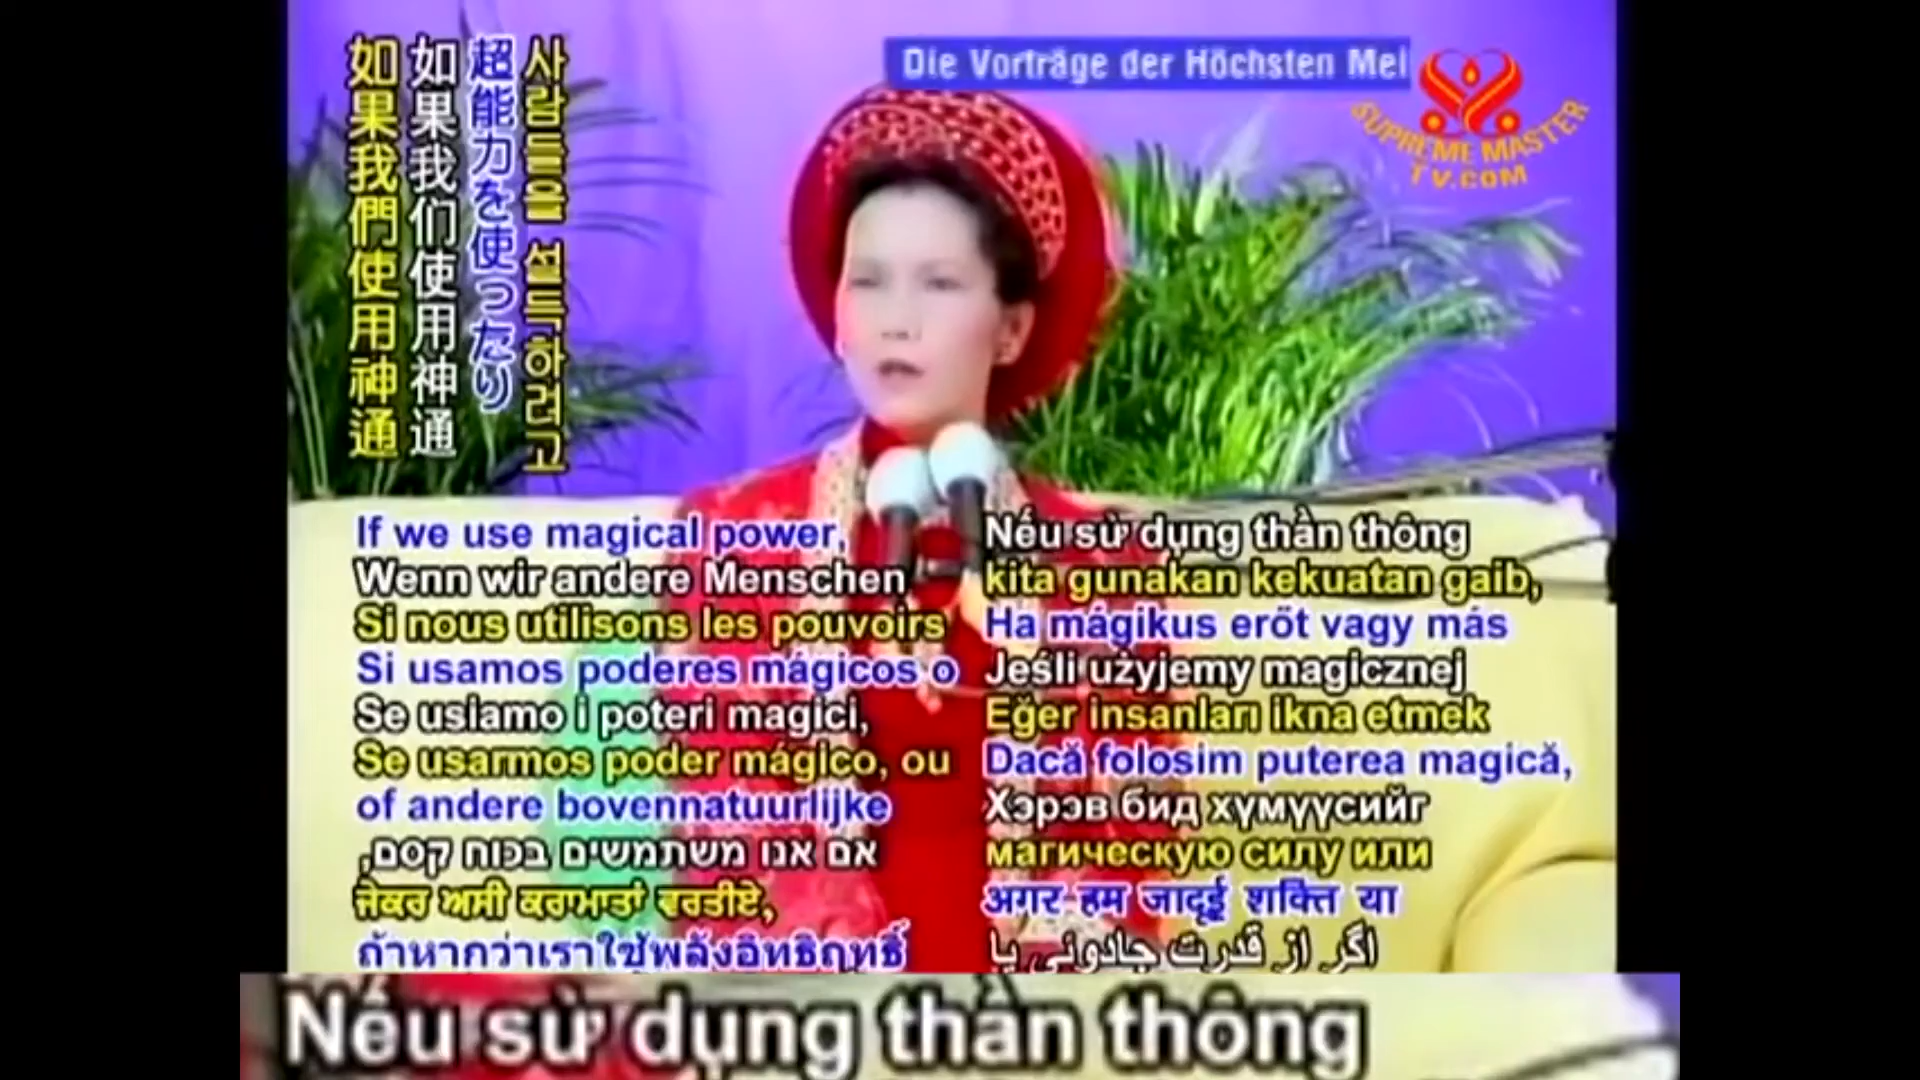 Die Vorträge der Höchsten Mei
SUPREME MASTER
TV.COM
如果我們使用神通
如果我们使用神通
超能力を使ったり
사람들을 설득하려고
If we use magical power,
Wenn wir andere Menschen
Si nous utilisons les pouvoirs
Si usamos poderes mágicos o
Se usiamo i poteri magici,
Se usarmos poder mágico, ou
of andere bovennatuurlijke
אם אנו משתמשים בכוח קסם,
ਜੇਕਰ ਅਸੀ ਕਰਾਮਾਤਾਂ ਵਰਤੀਏ,
ถ้าหากว่าเราใช้พลังอิทธิฤทธิ์
Nếu sử dụng thần thông
kita gunakan kekuatan gaib,
Ha mágikus erőt vagy más
Jeśli użyjemy magicznej
Eğer insanları ikna etmek
Dacă folosim puterea magică,
Хэрэв бид хүмүүсийг
магическую силу или
अगर हम जादूई शक्ति या
اگر از قدرت جادوئی یا
Nếu sử dụng thần thông